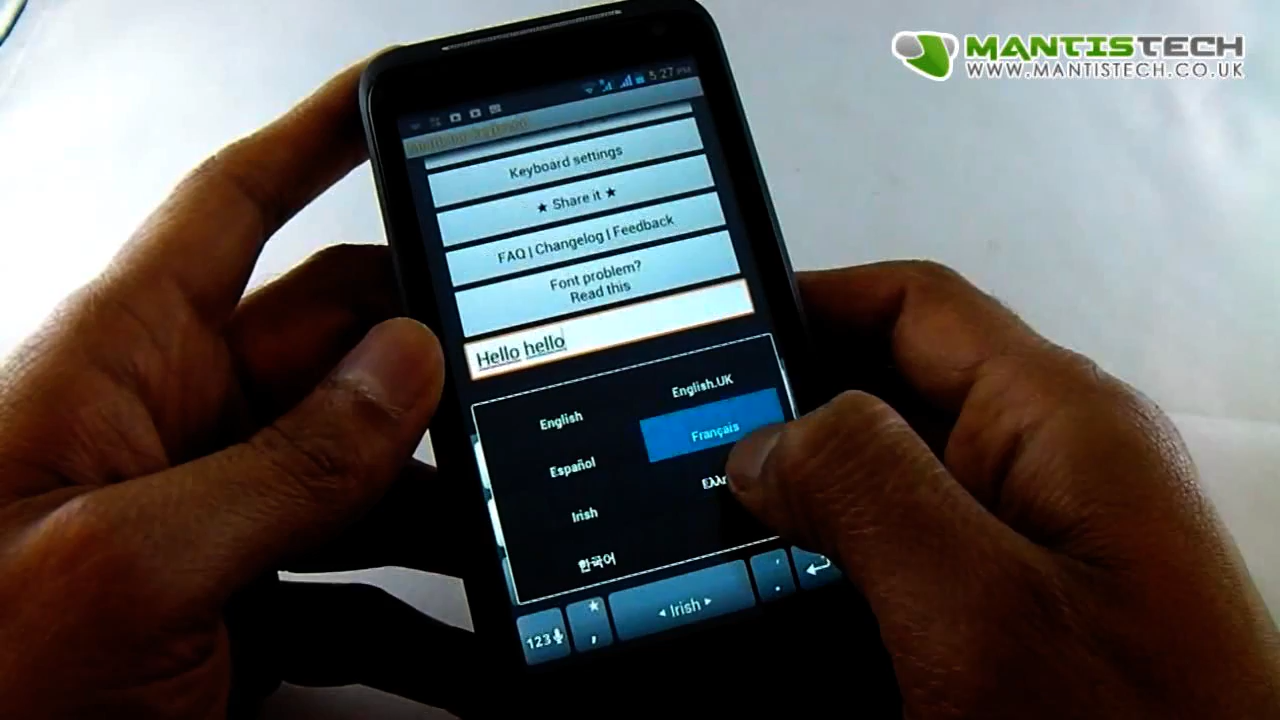 MANTISTECH
WWW.MANTISTECH.CO.UK
5:27 PM
Keyboard settings
★ Share it ★
FAQ | Changelog | Feedback
Font problem?
Read this
Hello hello
English
English.UK
Español
Français
Irish
한국어
123
Irish